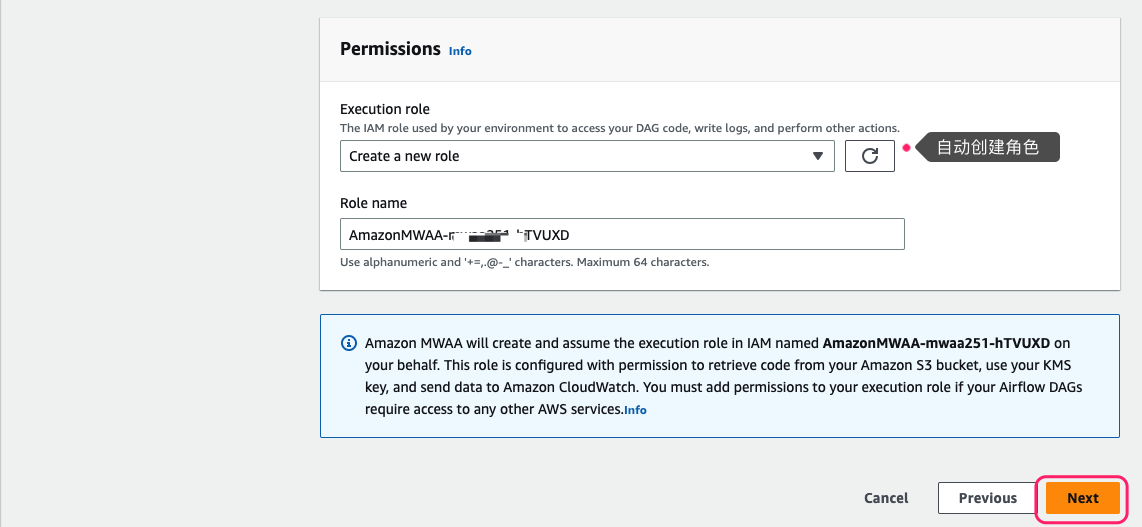 Permissions Info
Execution role
The IAM role used by your environment to access your DAG code, write logs, and perform other actions.
Create a new role
自动创建角色
Role name
AmazonMWAA- hTVUXD
Use alphanumeric and '+=,.@-_' characters. Maximum 64 characters.
Amazon MWAA will create and assume the execution role in IAM named AmazonMWAA-mwaa251-hTVUXD on
your behalf. This role is configured with permission to retrieve code from your Amazon S3 bucket, use your KMS
key, and send data to Amazon CloudWatch. You must add permissions to your execution role if your Airflow DAGs
require access to any other AWS services.Info
Cancel Previous Next